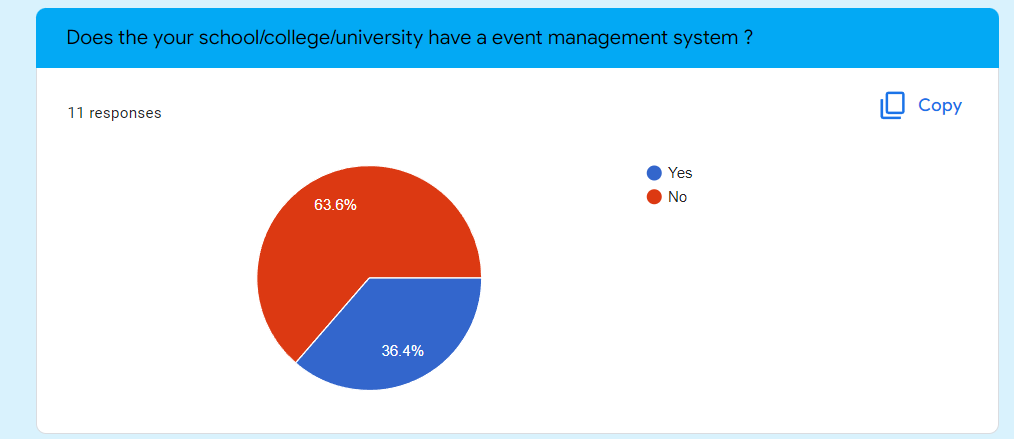 Does the your school/college/university have a event management system ?
11 responses
Copy
Yes
No
63.6%
36.4%